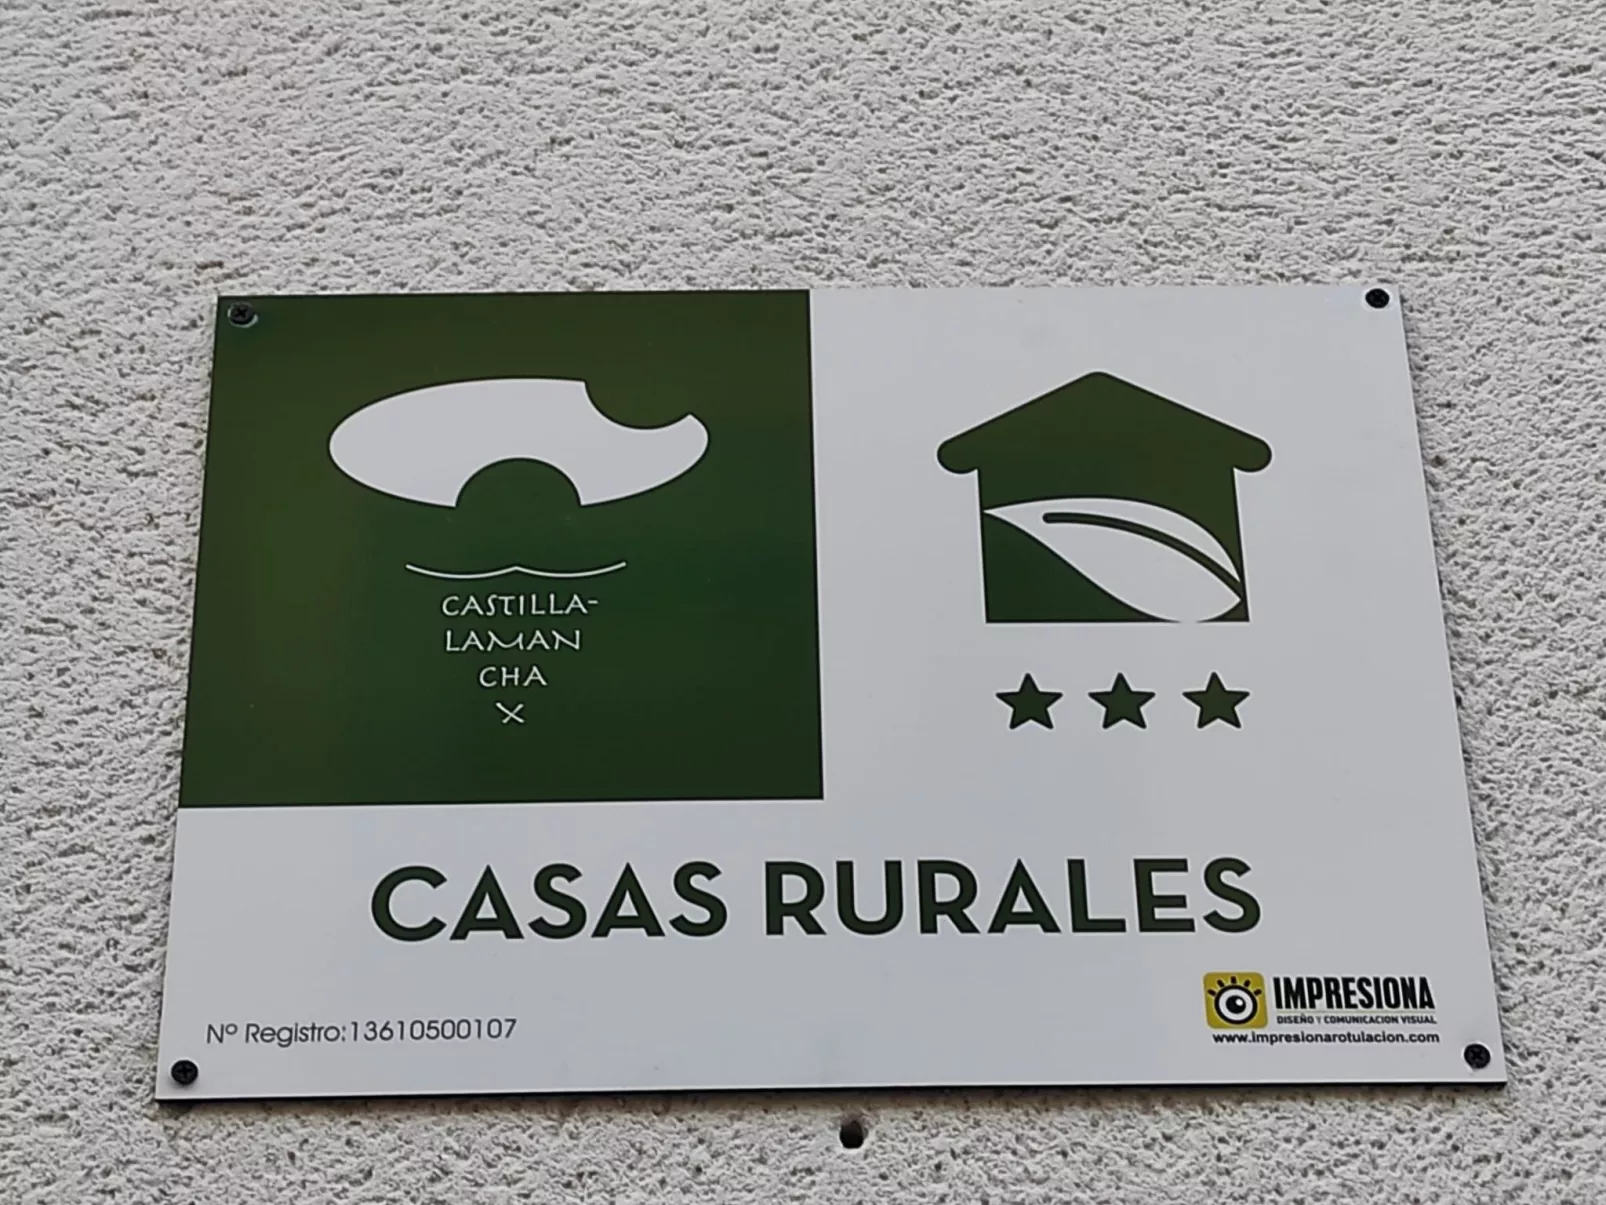 CASTILLA-
LAMAN
CHA
X
CASAS RURALES
Nº Registro:13610500107
IMPRESIONA
DISEÑO Y COMUNICACION VISUAL
www.impresionarotulacion.com